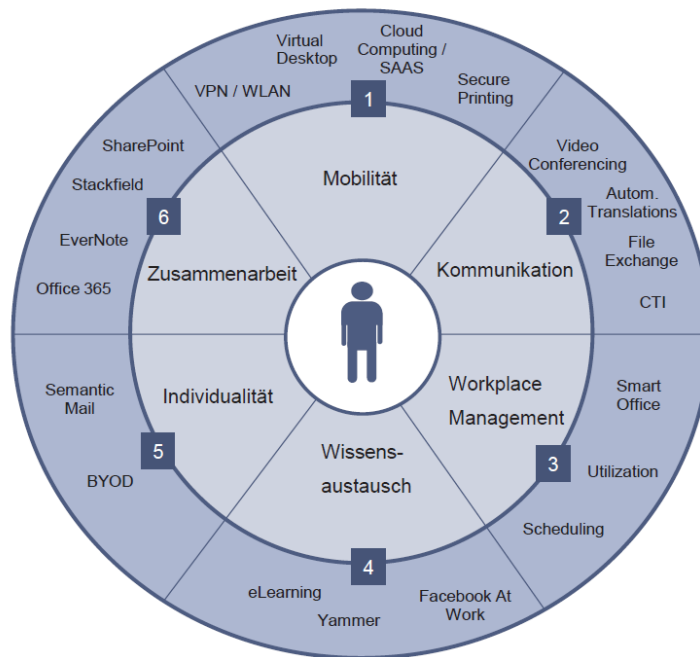 Virtual
Desktop
Cloud
Computing /
SAAS
VPN / WLAN
Secure
Printing
1
Mobilität
Video
Conferencing
Autom.
Translations
File
Exchange
CTI
2
Kommunikation
Smart
Office
Utilization
Scheduling
3
Workplace
Management
4
Wissens-
austausch
eLearning
Yammer
Facebook At
Work
5
Individualität
Semantic
Mail
BYOD
6
Zusammenarbeit
SharePoint
Stackfield
EverNote
Office 365